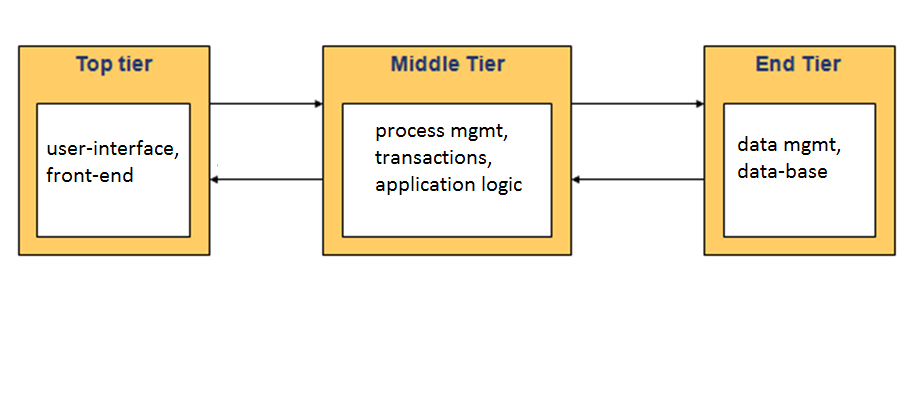 Top tier
user-interface,
front-end
Middle Tier
process mgmt,
transactions,
application logic
End Tier
data mgmt,
data-base